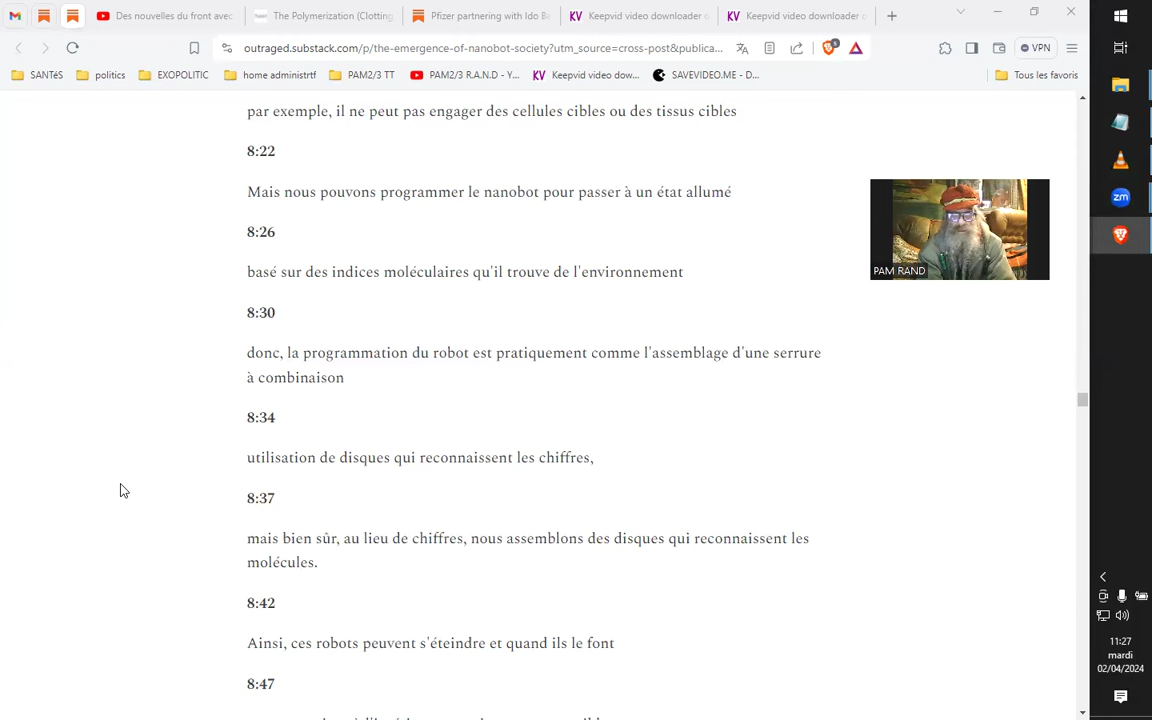 Des nouvelles du front avec
The Polymerization (Clotting,
Pfizer partnering with Ido Ba
Keepvid video downloader o
Keepvid video downloader o
outraged.substack.com/p/the-emergence-of-nanobot-society?utm_source=cross-post&publica...
VPN
SANTéS
politics
EXOPOLITIC
home administrtf
PAM2/3 TT
PAM2/3 R.A.N.D - Y...
Keepvid video dow...
SAVEVIDEO.ME - D...
Tous les favoris
par exemple, il ne peut pas engager des cellules cibles ou des tissus cibles
8:22
Mais nous pouvons programmer le nanobot pour passer à un état allumé
8:26
basé sur des indices moléculaires qu'il trouve de l'environnement
8:30
donc, la programmation du robot est pratiquement comme l'assemblage d'une serrure
à combinaison
8:34
utilisation de disques qui reconnaissent les chiffres,
8:37
mais bien sûr, au lieu de chiffres, nous assemblons des disques qui reconnaissent les
molécules.
8:42
Ainsi, ces robots peuvent s'éteindre et quand ils le font
8:47
PAM RAND
zm
11:27
mardi
02/04/2024